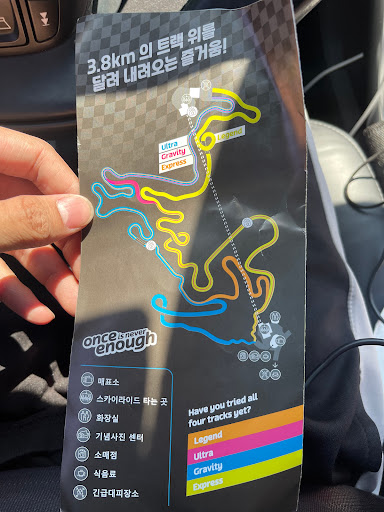 3.8km 의 트랙 위를
달려 내려오는 즐거움!
Ultra
Gravity
Express
Legend
once is never enough
매표소
스카이라이드 타는 곳
화장실
기념사진 센터
소매점
식음료
긴급대피장소
Have you tried all
four tracks yet?
Legend
Ultra
Gravity
Express